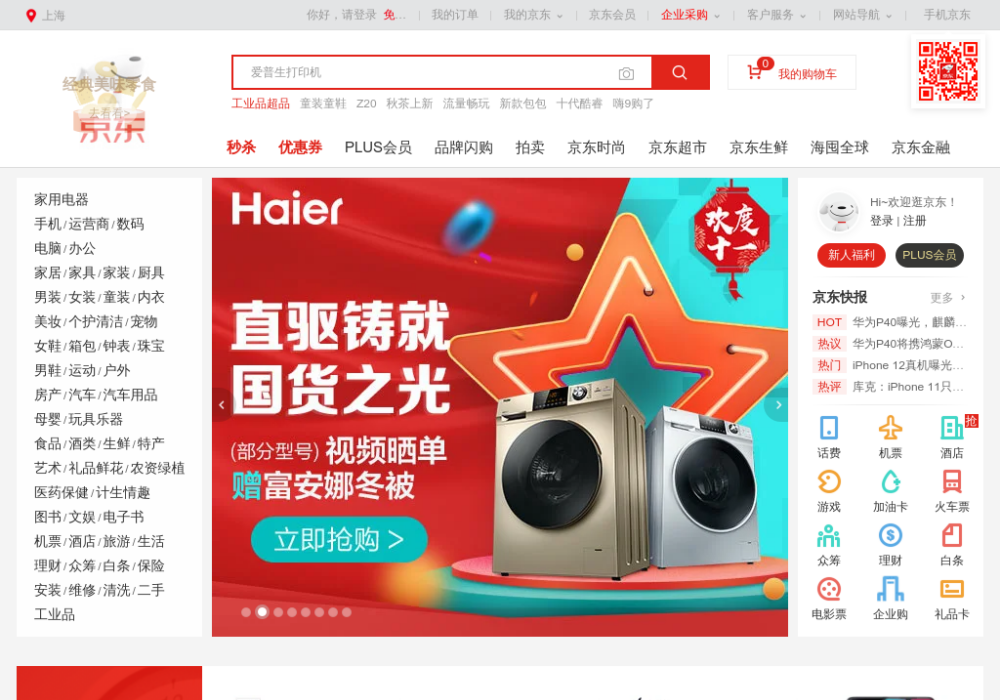 上海
你好，请登录 免... 我的订单 我的京东 京东会员 企业采购 客户服务 网站导航 手机京东
经典美味零食
去看看>
京东
爱普生打印机
0 我的购物车
工业品超品 童装童鞋 Z20 秋茶上新 流量畅玩 新款包包 十代酷睿 嗨9购了
秒杀 优惠券 PLUS会员 品牌闪购 拍卖 京东时尚 京东超市 京东生鲜 海囤全球 京东金融
家用电器
手机/运营商/数码
电脑/办公
家居/家具/家装/厨具
男装/女装/童装/内衣
美妆/个护清洁/宠物
女鞋/箱包/钟表/珠宝
男鞋/运动/户外
房产/汽车/汽车用品
母婴/玩具乐器
食品/酒类/生鲜/特产
艺术/礼品鲜花/农资绿植
医药保健/计生情趣
图书/文娱/电子书
机票/酒店/旅游/生活
理财/众筹/白条/保险
安装/维修/清洗/二手
工业品
Haier
欢度
十一
直驱铸就
国货之光
(部分型号)视频晒单
赠富安娜冬被
立即抢购 >
Hi~欢迎逛京东！
登录 | 注册
新人福利 PLUS会员
京东快报 更多
HOT 华为P40曝光，麒麟...
热议 华为P40将携鸿蒙O...
热门 iPhone 12真机曝光...
热评 库克：iPhone 11只...
抢
话费 机票 酒店
游戏 加油卡 火车票
众筹 理财 白条
电影票 企业购 礼品卡